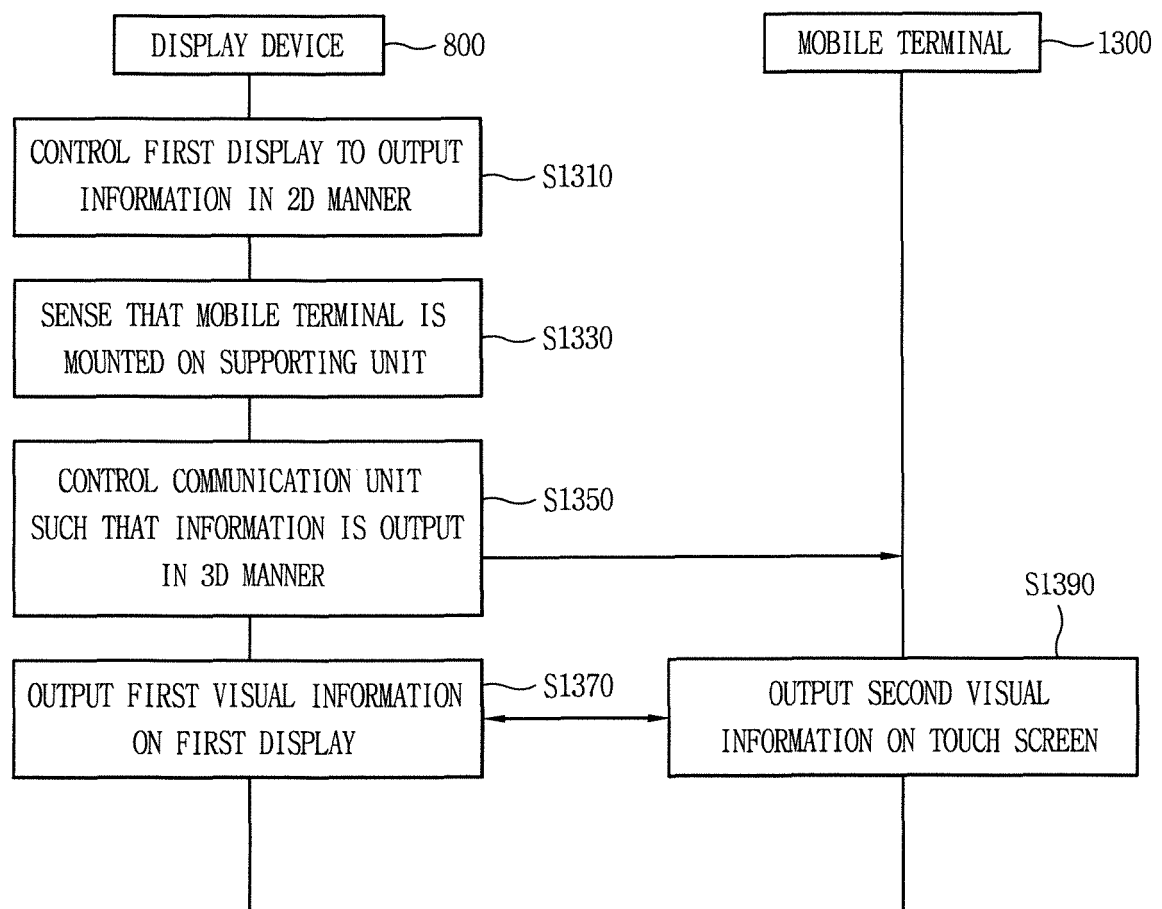 DISPLAY DEVICE
800
MOBILE TERMINAL
1300
CONTROL FIRST DISPLAY TO OUTPUT
INFORMATION IN 2D MANNER
S1310
SENSE THAT MOBILE TERMINAL IS
MOUNTED ON SUPPORTING UNIT
S1330
CONTROL COMMUNICATION UNIT
SUCH THAT INFORMATION IS OUTPUT
IN 3D MANNER
S1350
S1390
OUTPUT FIRST VISUAL INFORMATION
ON FIRST DISPLAY
S1370
OUTPUT SECOND VISUAL
INFORMATION ON TOUCH SCREEN